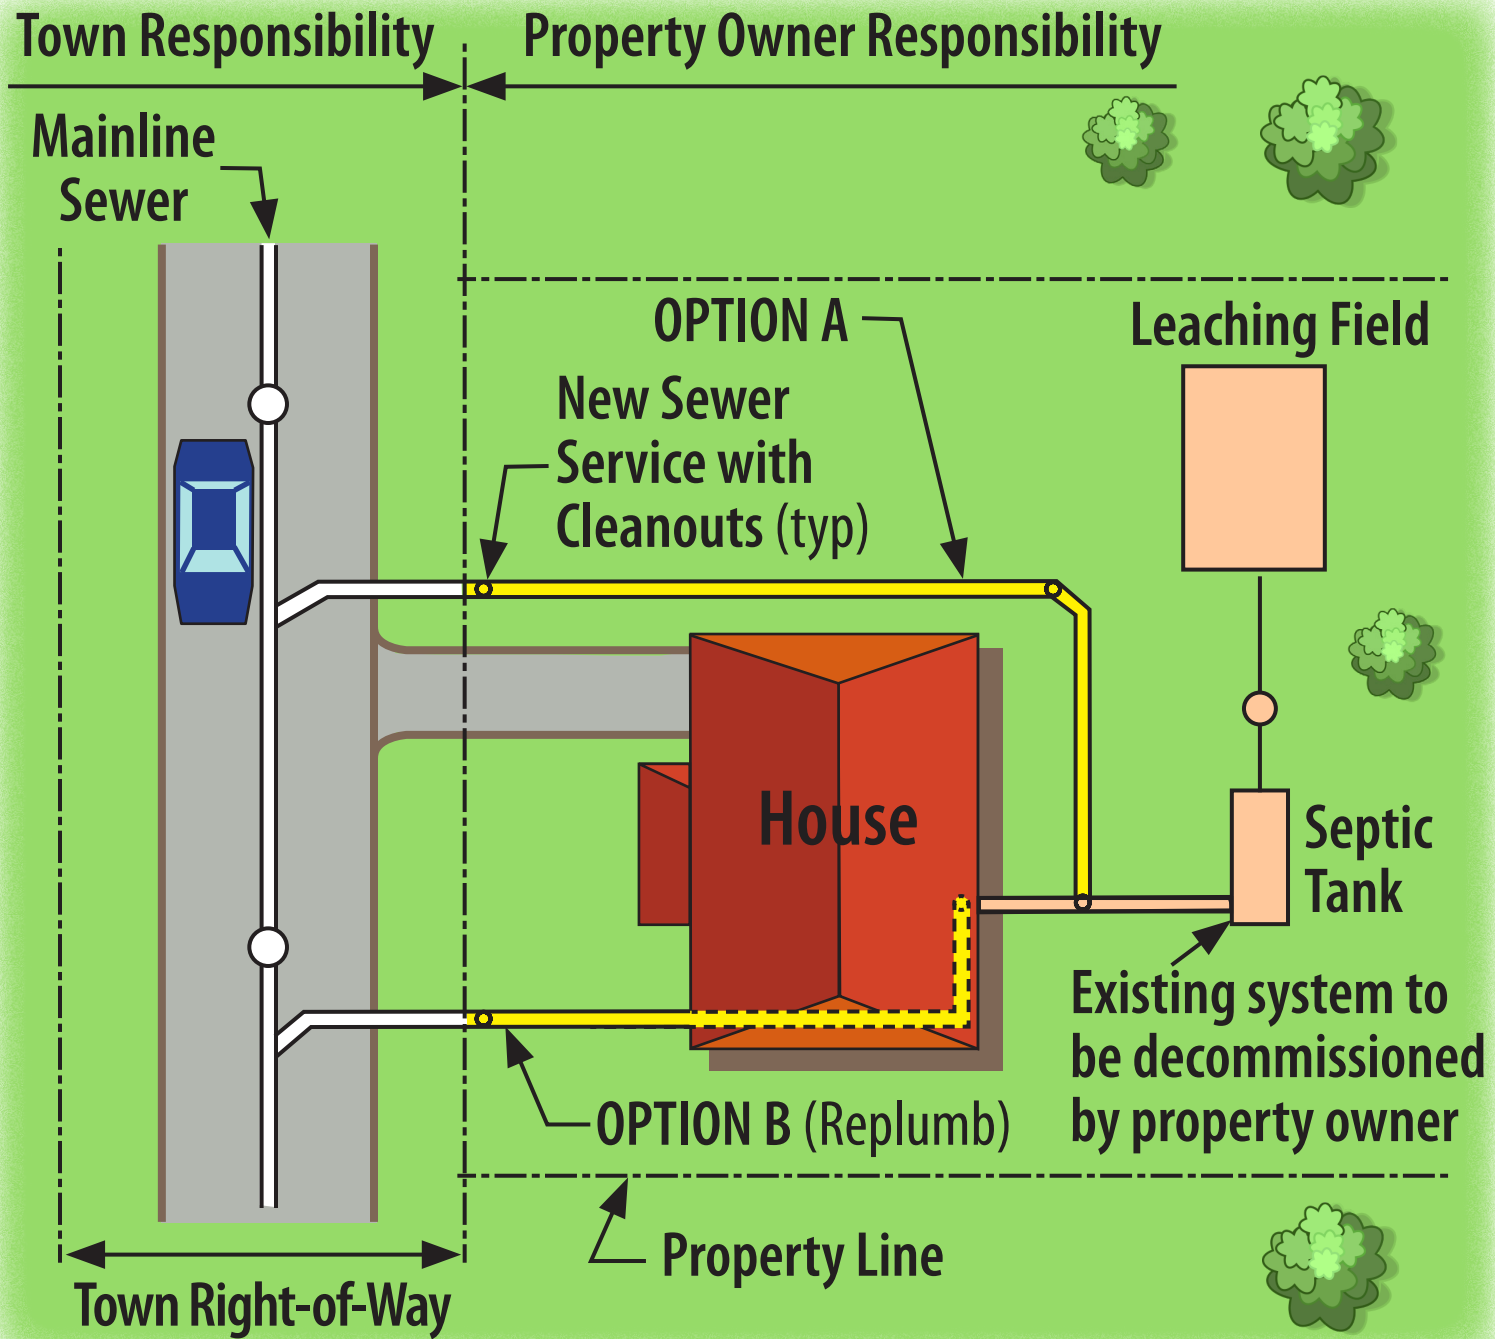 Town Responsibility
Property Owner Responsibility
Mainline
Sewer
OPTION A
Leaching Field
New Sewer
Service with
Cleanouts (typ)
House
Septic
Tank
Existing system to
be decommissioned
by property owner
OPTION B (Replumb)
Property Line
Town Right-of-Way